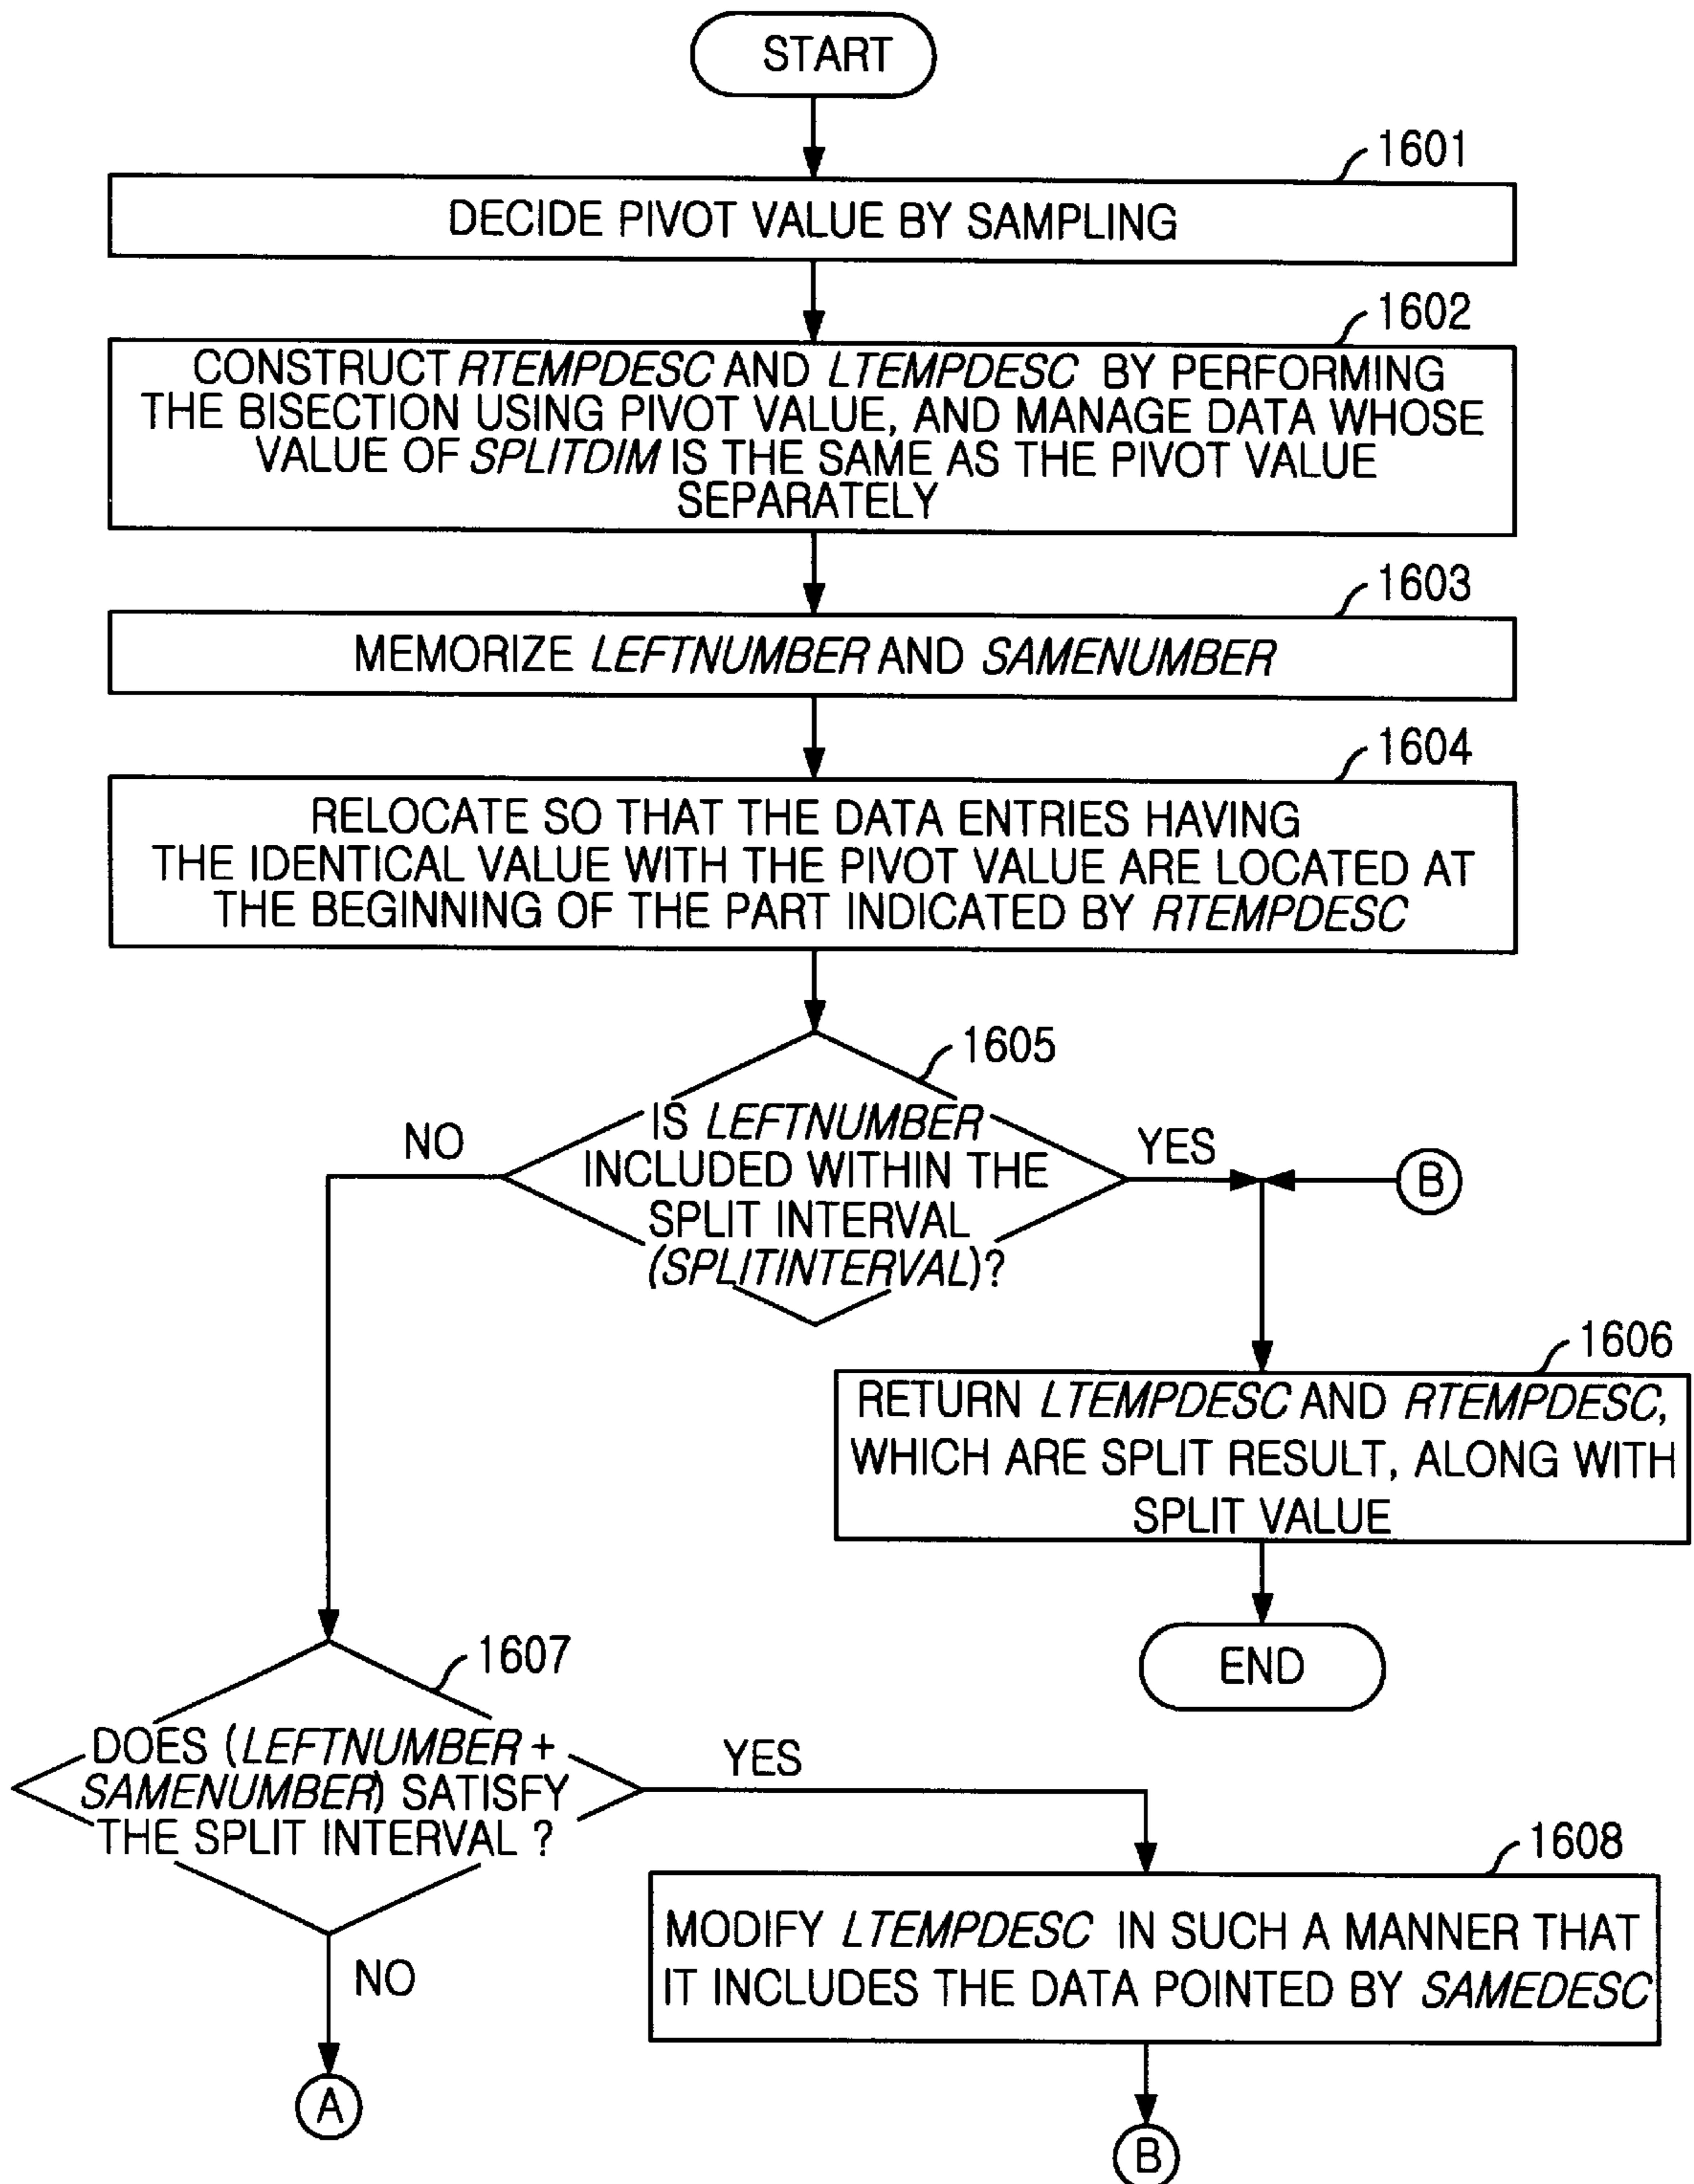 START
1601
DECIDE PIVOT VALUE BY SAMPLING
1602
CONSTRUCT RTEMPDESC AND LTEMPDESC BY PERFORMING
THE BISECTION USING PIVOT VALUE, AND MANAGE DATA WHOSE
VALUE OF SPLITDIM IS THE SAME AS THE PIVOT VALUE
SEPARATELY
1603
MEMORIZE LEFTNUMBER AND SAMENUMBER
1604
RELOCATE SO THAT THE DATA ENTRIES HAVING
THE IDENTICAL VALUE WITH THE PIVOT VALUE ARE LOCATED AT
THE BEGINNING OF THE PART INDICATED BY RTEMPDESC
1605
IS LEFTNUMBER
INCLUDED WITHIN THE
SPLIT INTERVAL
(SPLITINTERVAL)?
NO
YES
B
1606
RETURN LTEMPDESC AND RTEMPDESC,
WHICH ARE SPLIT RESULT, ALONG WITH
SPLIT VALUE
END
1607
DOES (LEFTNUMBER +
SAMENUMBER) SATISFY
THE SPLIT INTERVAL ?
YES
NO
A
1608
MODIFY LTEMPDESC IN SUCH A MANNER THAT
IT INCLUDES THE DATA POINTED BY SAMEDESC
B